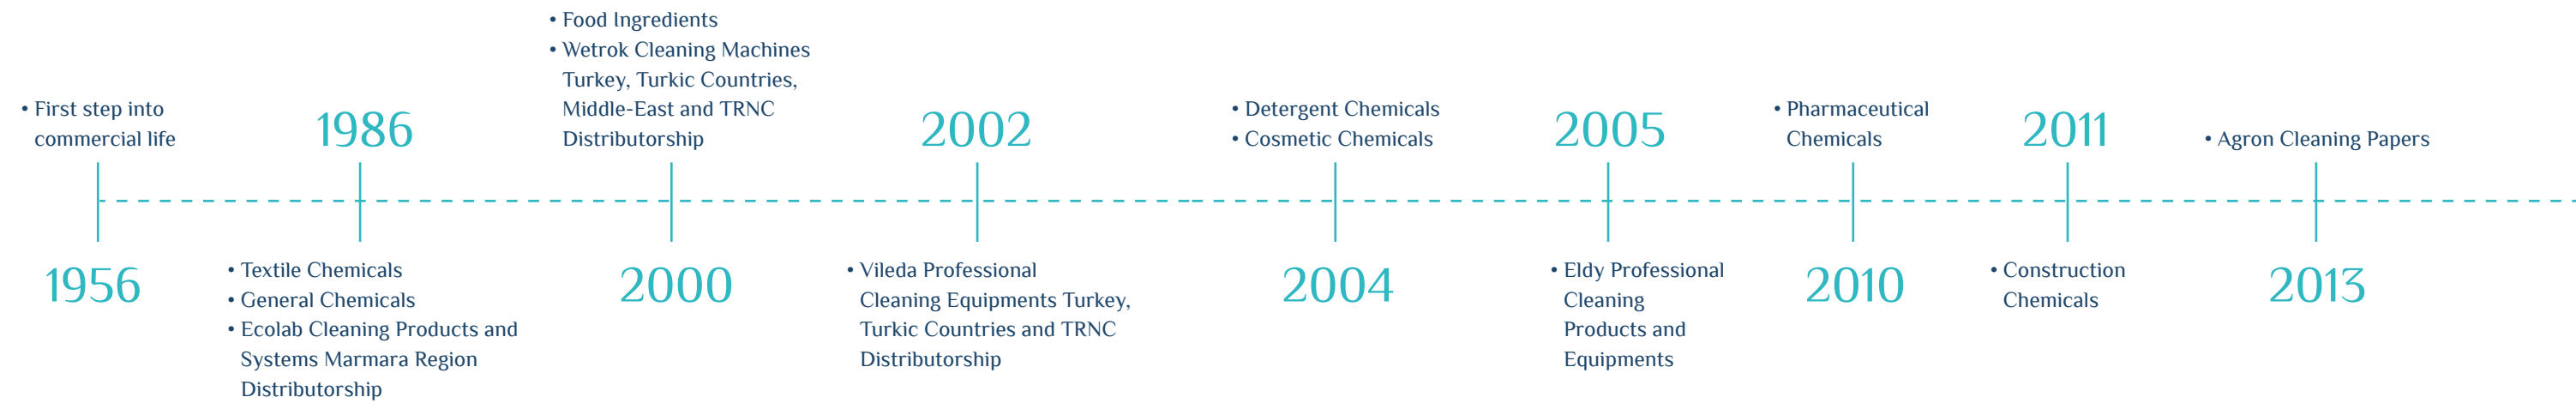 • First step into
commercial life
1956
1986
• Textile Chemicals
• General Chemicals
• Ecolab Cleaning Products and
Systems Marmara Region
Distributorship
• Food Ingredients
• Wetrok Cleaning Machines
Turkey, Turkic Countries,
Middle-East and TRNC
Distributorship
2000
2002
• Vileda Professional
Cleaning Equipments Turkey,
Turkic Countries and TRNC
Distributorship
• Detergent Chemicals
• Cosmetic Chemicals
2004
2005
• Eldy Professional
Cleaning
Products and
Equipments
• Pharmaceutical
Chemicals
2010
2011
• Construction
Chemicals
• Agron Cleaning Papers
2013